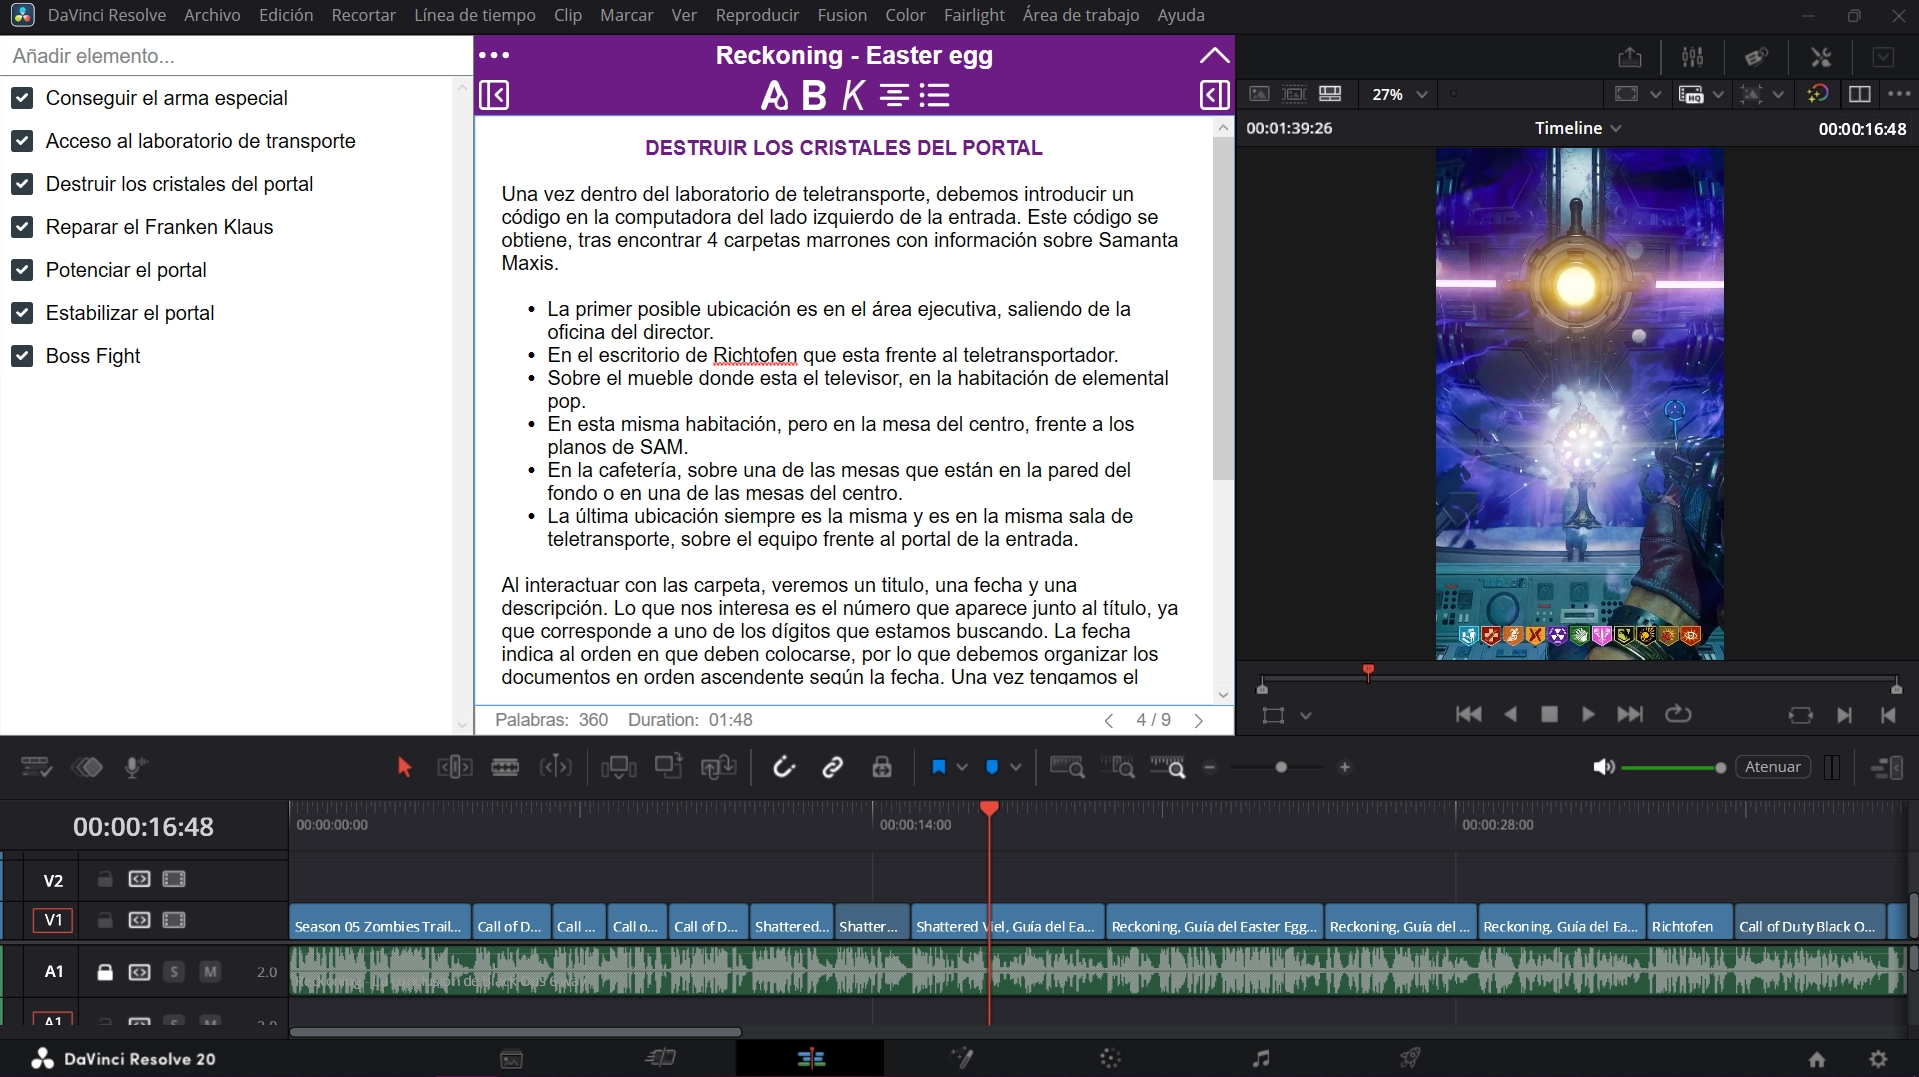 DaVinci Resolve Archivo Edición Recortar Línea de tiempo Clip Marcar Ver Reproducir Fusion Color Fairlight Área de trabajo Ayuda
Añadir elemento...
Conseguir el arma especial
Acceso al laboratorio de transporte
Destruir los cristales del portal
Reparar el Franken Klaus
Potenciar el portal
Estabilizar el portal
Boss Fight
Reckoning - Easter egg
A B K
DESTRUIR LOS CRISTALES DEL PORTAL
Una vez dentro del laboratorio de teletransporte, debemos introducir un
código en la computadora del lado izquierdo de la entrada. Este código se
obtiene, tras encontrar 4 carpetas marrones con información sobre Samanta
Maxis.
• La primer posible ubicación es en el área ejecutiva, saliendo de la
oficina del director.
• En el escritorio de Richtofen que esta frente al teletransportador.
• Sobre el mueble donde esta el televisor, en la habitación de elemental
pop.
• En esta misma habitación, pero en la mesa del centro, frente a los
planos de SAM.
• En la cafetería, sobre una de las mesas que están en la pared del
fondo o en una de las mesas del centro.
• La última ubicación siempre es la misma y es en la misma sala de
teletransporte, sobre el equipo frente al portal de la entrada.
Al interactuar con las carpeta, veremos un titulo, una fecha y una
descripción. Lo que nos interesa es el número que aparece junto al título, ya
que corresponde a uno de los dígitos que estamos buscando. La fecha
indica al orden en que deben colocarse, por lo que debemos organizar los
documentos en orden ascendente según la fecha. Una vez tengamos el
Palabras: 360 Duration: 01:48
4 / 9
27%
HQ
00:01:39:26
Timeline
00:00:16:48
Atenuar
00:00:16:48
00:00:00:00
00:00:14:00
00:00:28:00
V2
V1
Season 05 Zombies Trail... Call of D... Call ... Call o... Call of D... Shattered... Shatter... Shattered Viel, Guía del Ea... Reckoning, Guía del Easter Egg... Reckoning, Guía del ... Reckoning, Guía del Ea... Richtofen Call of Duty Black O...
A1 S M 2.0
A1 S M 2.0
DaVinci Resolve 20